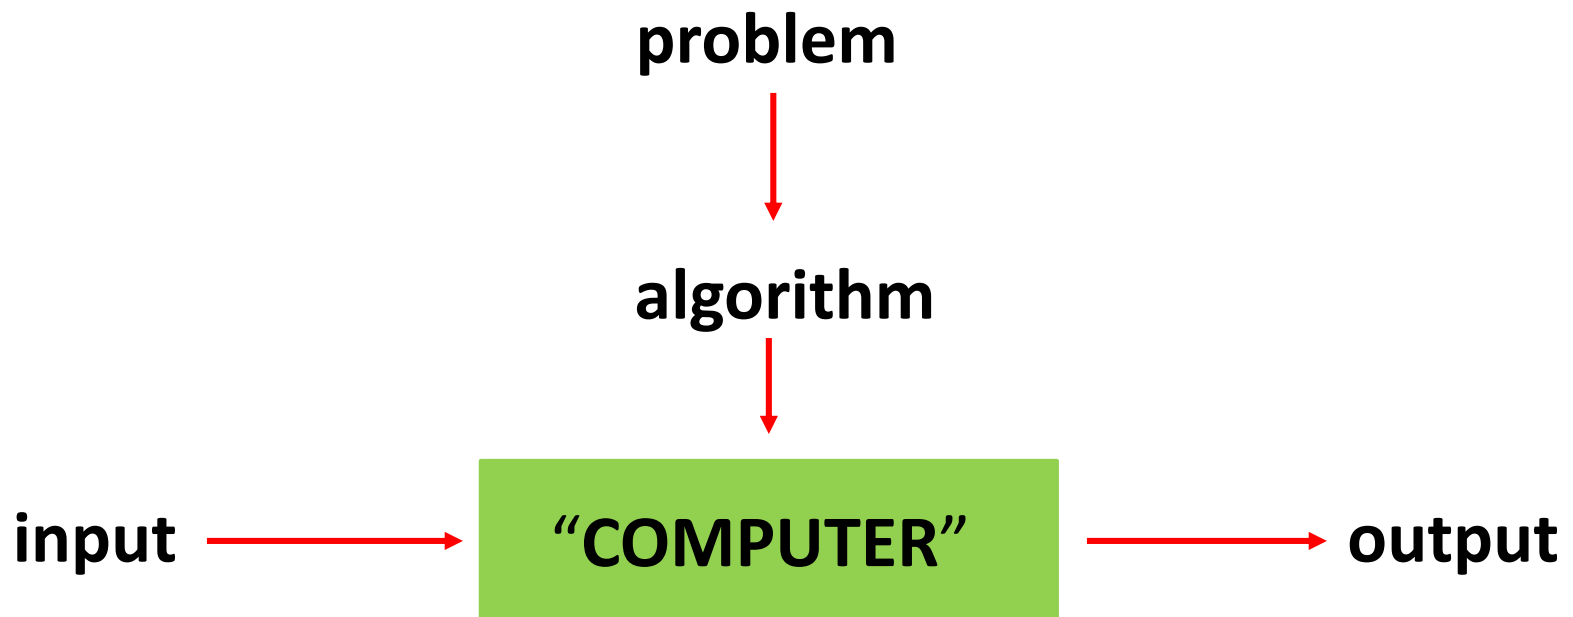 problem
algorithm
input
“COMPUTER”
output